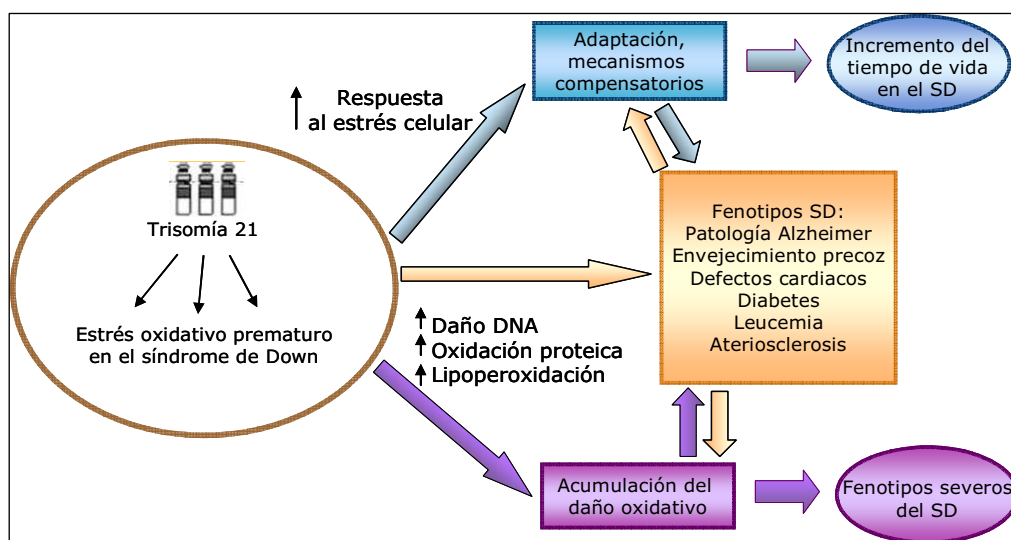 Adaptación,
mecanismos
compensatorios
Incremento del
tiempo de vida
en el SD
Respuesta
al estrés celular
Trisomía 21
Estrés oxidativo prematuro
en el síndrome de Down
Fenotipos SD:
Patología Alzheimer
Envejecimiento precoz
Defectos cardiacos
Diabetes
Leucemia
Ateriosclerosis
Daño DNA
Oxidación proteica
Lipoperoxidación
Acumulación del
daño oxidativo
Fenotipos severos
del SD